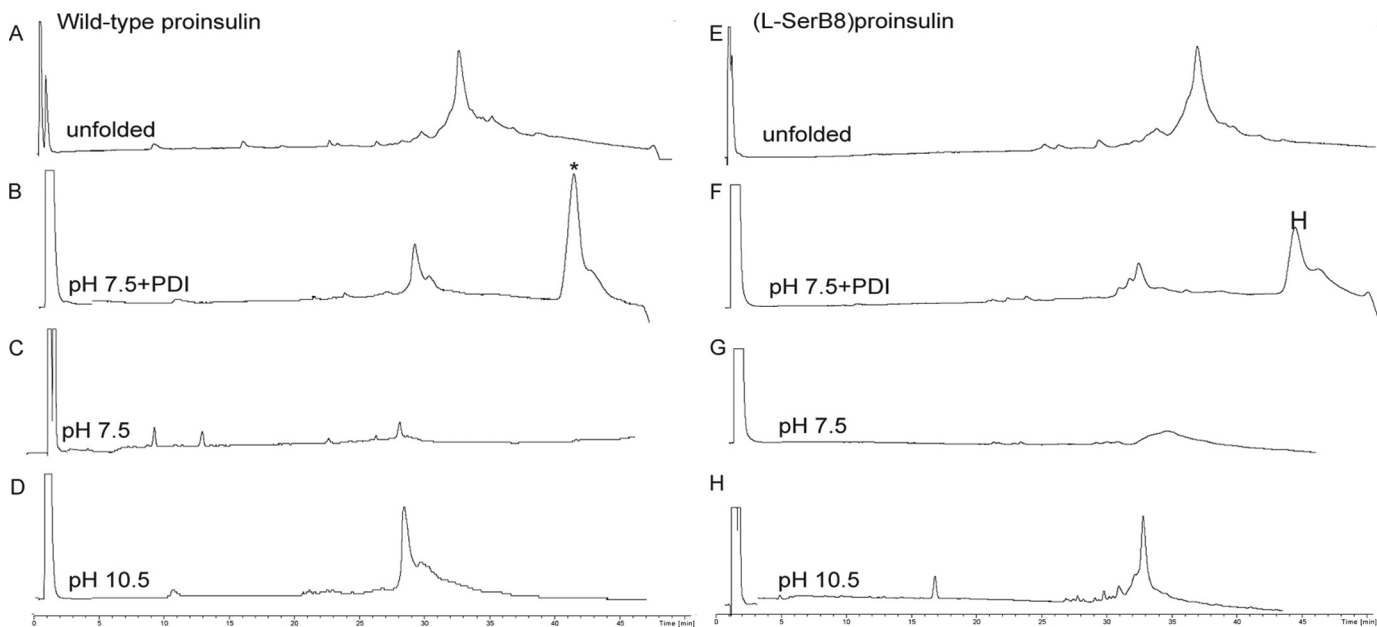 A Wild-type proinsulin
unfolded
B *
pH 7.5+PDI
C
pH 7.5
D
pH 10.5
0 5 10 15 20 25 30 35 40 45 Time [min]
E (L-SerB8)proinsulin
unfolded
F H
pH 7.5+PDI
G
pH 7.5
H
pH 10.5
0 5 10 15 20 25 30 35 40 45 Time [min]